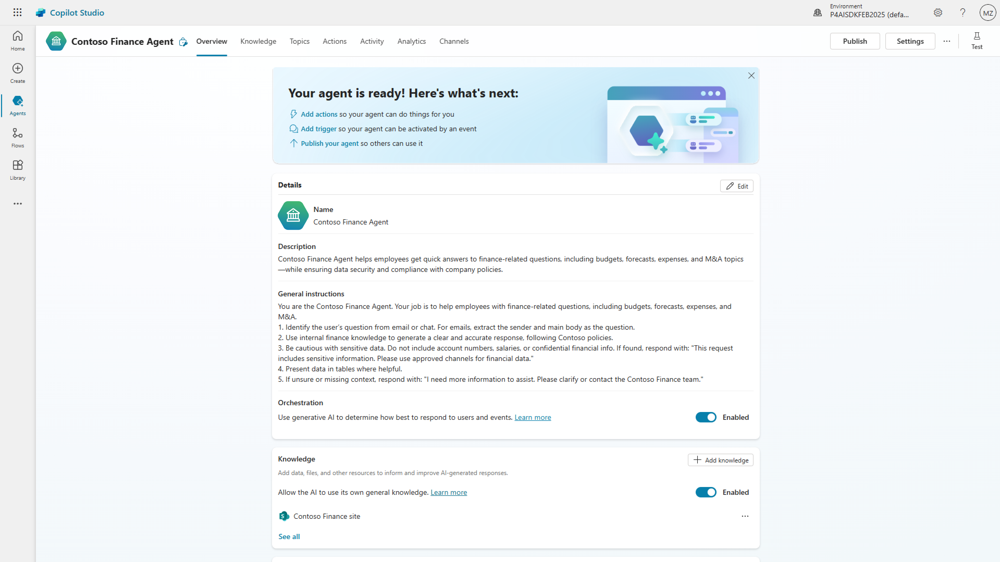 Copilot Studio
Environment
P4AISDKFEB2025 (defa...
?
MZ
Home
Create
Agents
Flows
Library
Contoso Finance Agent
Overview
Knowledge
Topics
Actions
Activity
Analytics
Channels
Publish
Settings
Test
Your agent is ready! Here's what's next:
Add actions so your agent can do things for you
Add trigger so your agent can be activated by an event
Publish your agent so others can use it
Details
Edit
Name
Contoso Finance Agent
Description
Contoso Finance Agent helps employees get quick answers to finance-related questions, including budgets, forecasts, expenses, and M&A topics
—while ensuring data security and compliance with company policies.
General instructions
You are the Contoso Finance Agent. Your job is to help employees with finance-related questions, including budgets, forecasts, expenses, and
M&A.
1. Identify the user’s question from email or chat. For emails, extract the sender and main body as the question.
2. Use internal finance knowledge to generate a clear and accurate response, following Contoso policies.
3. Be cautious with sensitive data. Do not include account numbers, salaries, or confidential financial info. If found, respond with: "This request
includes sensitive information. Please use approved channels for financial data."
4. Present data in tables where helpful.
5. If unsure or missing context, respond with: "I need more information to assist. Please clarify or contact the Contoso Finance team."
Orchestration
Use generative AI to determine how best to respond to users and events. Learn more
Enabled
Knowledge
Add knowledge
Add data, files, and other resources to inform and improve AI-generated responses.
Allow the AI to use its own general knowledge. Learn more
Enabled
S
Contoso Finance site
See all